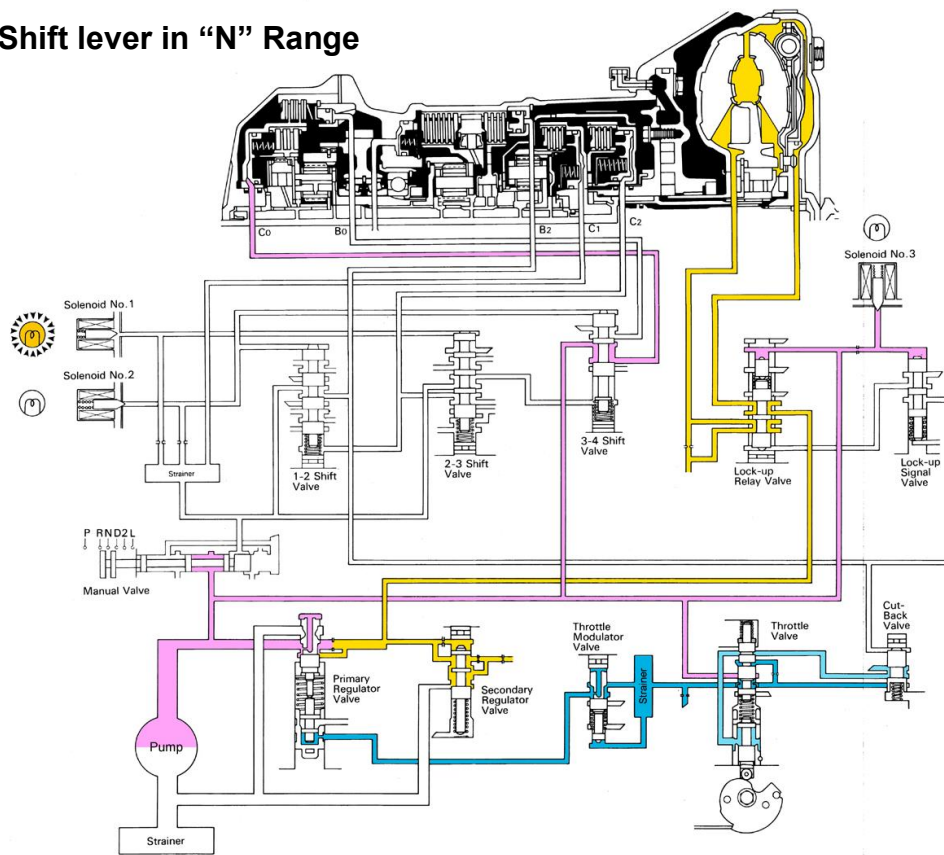 Shift lever in “N” Range
C0
B0
B2
C1
C2
Solenoid No.3
Solenoid No.1
Solenoid No.2
Strainer
1-2 Shift
Valve
2-3 Shift
Valve
3-4 Shift
Valve
Lock-up
Relay Valve
Lock-up
Signal
Valve
P RND2L
Manual Valve
Pump
Strainer
Primary
Regulator
Valve
Secondary
Regulator
Valve
Throttle
Modulator
Valve
Strainer
Throttle
Valve
Cut-
Back
Valve